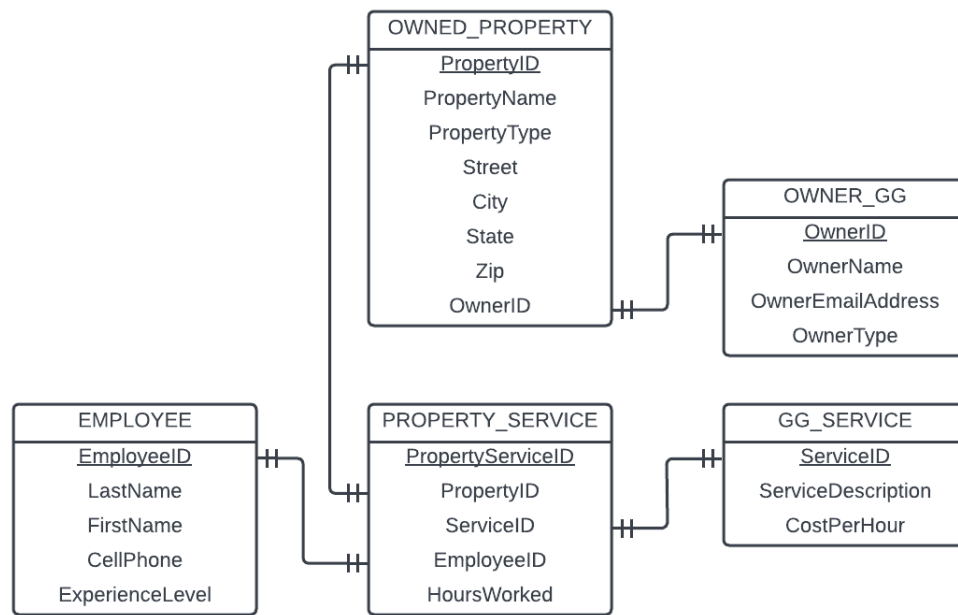 OWNED_PROPERTY
PropertyID
PropertyName
PropertyType
Street
City
State
Zip
OwnerID
OWNER_GG
OwnerID
OwnerName
OwnerEmailAddress
OwnerType
EMPLOYEE
EmployeeID
LastName
FirstName
CellPhone
ExperienceLevel
PROPERTY_SERVICE
PropertyServiceID
PropertyID
ServiceID
EmployeeID
HoursWorked
GG_SERVICE
ServiceID
ServiceDescription
CostPerHour